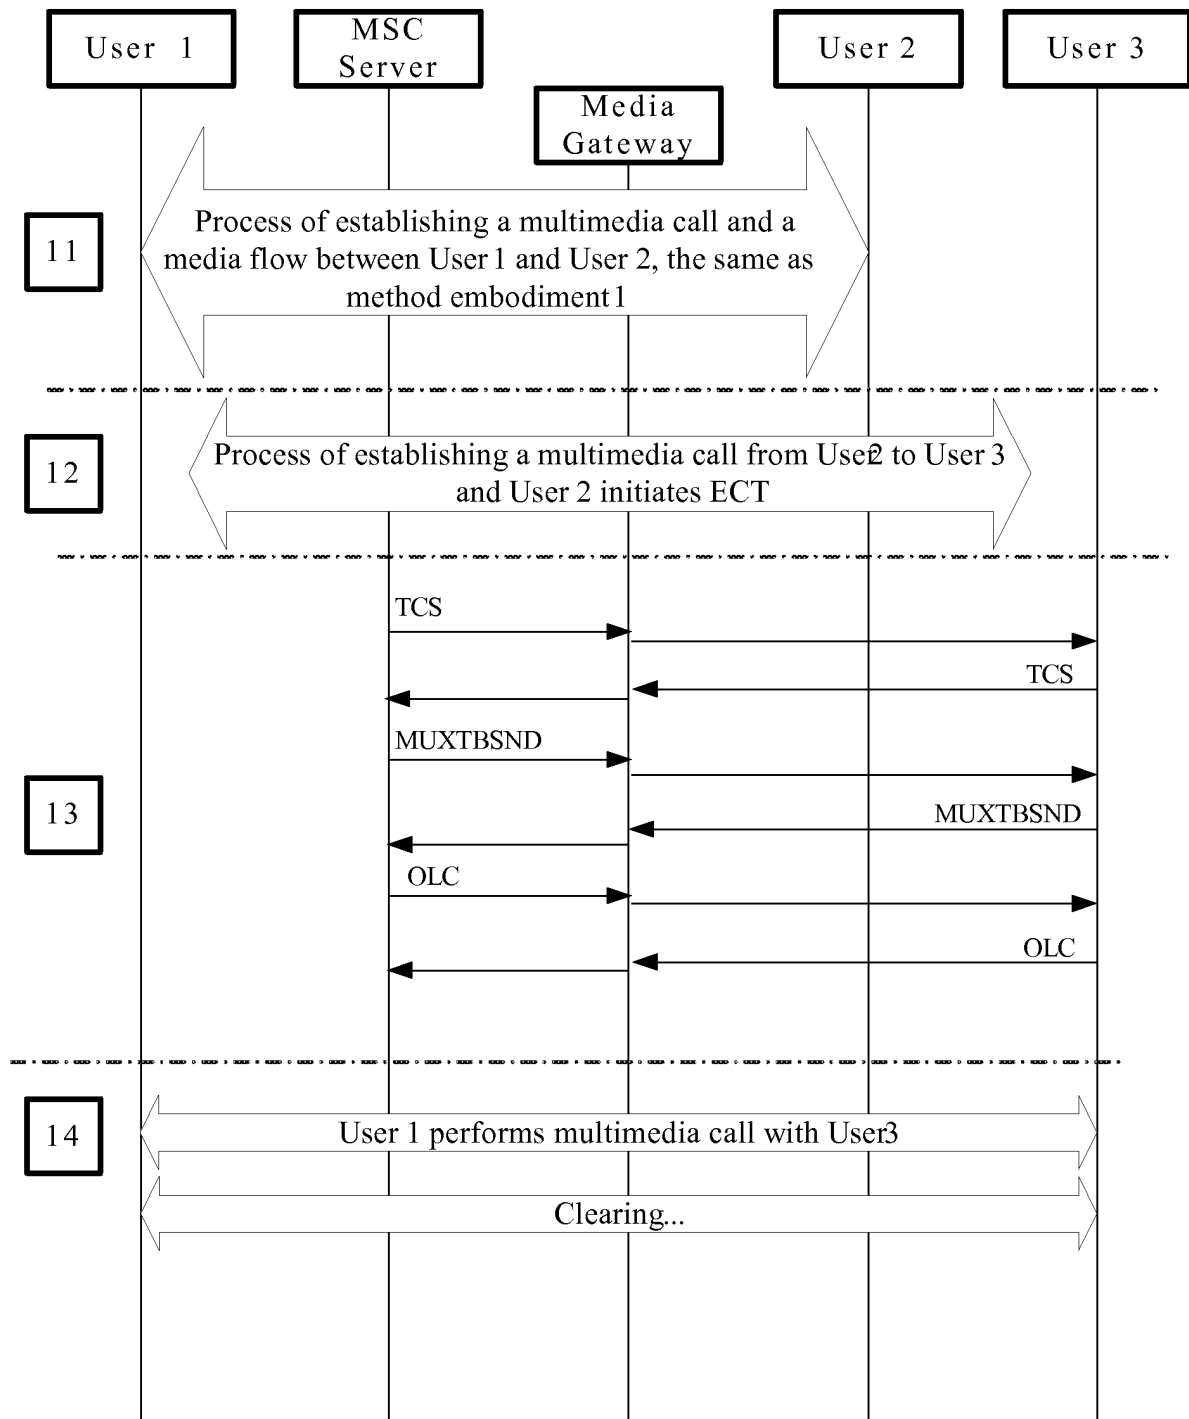 User 1
MSC
Server
User 2
User 3
Media
Gateway
11
Process of establishing a multimedia call and a
media flow between User 1 and User 2, the same as
method embodiment 1
12
Process of establishing a multimedia call from User 2 to User 3
and User 2 initiates ECT
13
TCS
TCS
MUXTBSND
MUXTBSND
OLC
OLC
14
User 1 performs multimedia call with User3
Clearing...